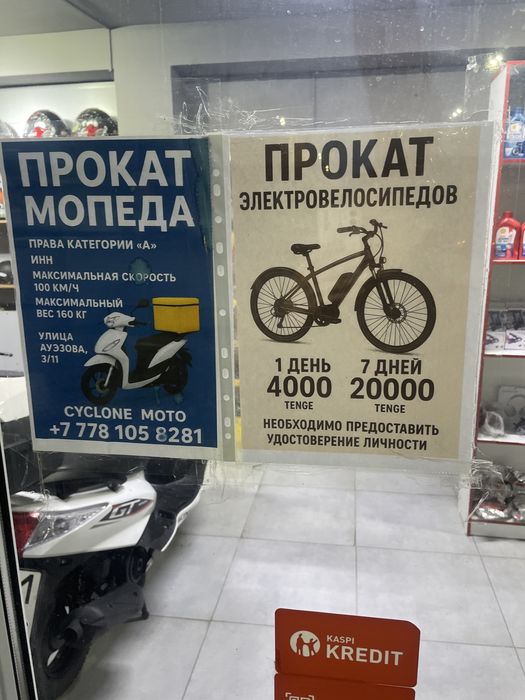 ПРОКАТ
МОПЕДА
ПРАВА КАТЕГОРИИ «А»
ИНН
МАКСИМАЛЬНАЯ СКОРОСТЬ
100 КМ/Ч
МАКСИМАЛЬНЫЙ
ВЕС 160 КГ
УЛИЦА
АУЭЗОВА,
3/11
CYCLONE MOTO
+7 778 105 8281
ПРОКАТ
ЭЛЕКТРОВЕЛОСИПЕДОВ
1 ДЕНЬ
4000
TENGE
7 ДНЕЙ
20000
TENGE
НЕОБХОДИМО ПРЕДОСТАВИТЬ
УДОСТОВЕРЕНИЕ ЛИЧНОСТИ
GT
KASPI
KREDIT